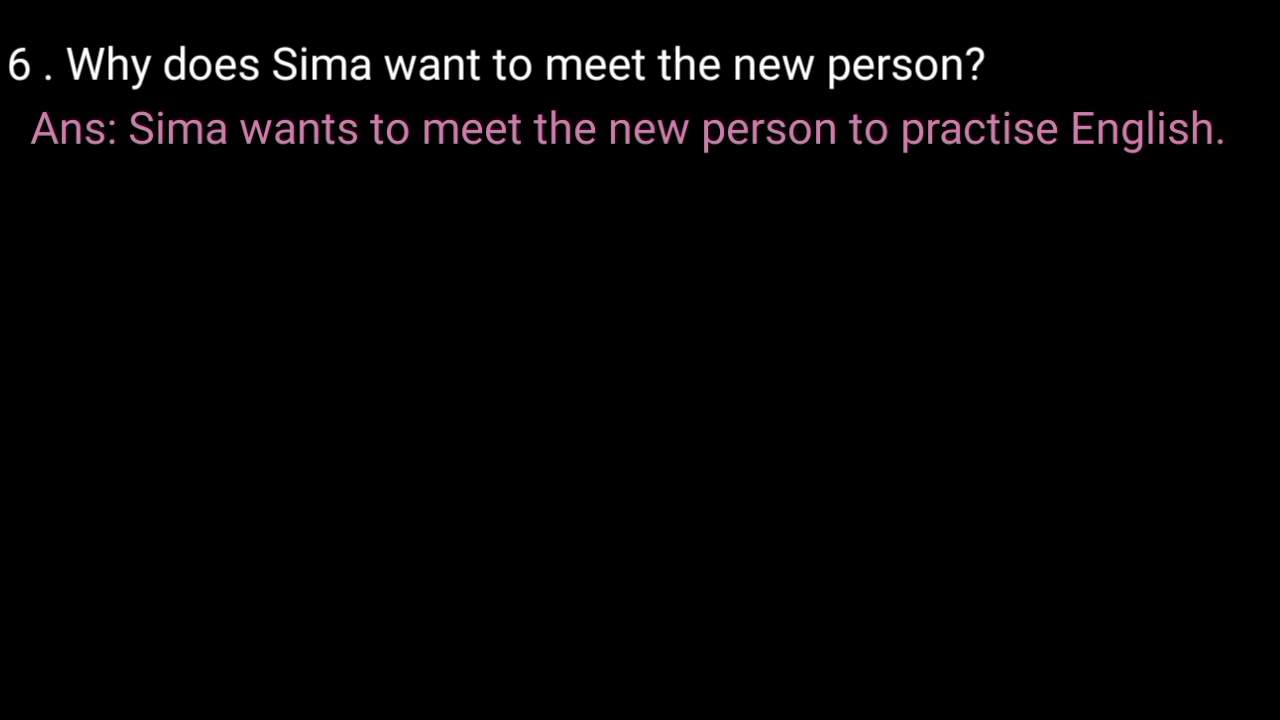 6 . Why does Sima want to meet the new person?
Ans: Sima wants to meet the new person to practise English.